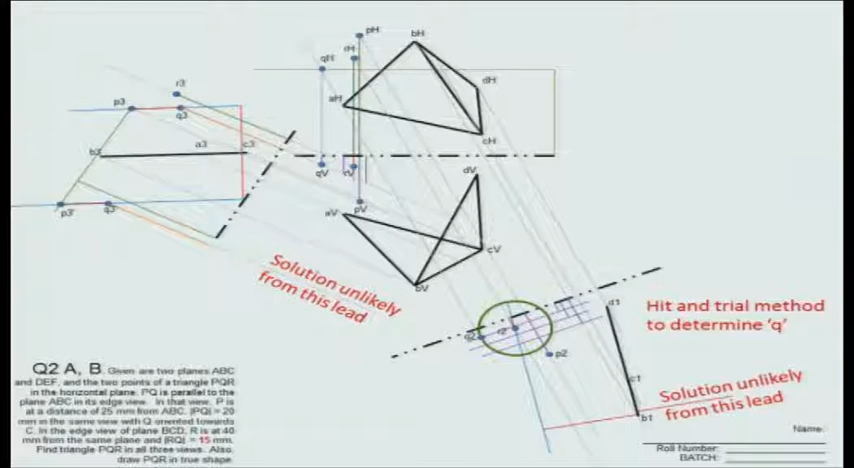 pH
bH
rH
qH
dH
r3
aH
p3
q3
cH
a3
c3
b3
qV
rV
dV
p3'
q3'
aV
pV
cV
bV
Solution unlikely
from this lead
d1
Hit and trial method
to determine 'q'
q2
r2
p2
Q2 A, B. Given are two planes ABC
and DEF, and the two points of a triangle PQR
in the horizontal plane. PQ is parallel to the
plane ABC in its edge view. In that view, P is
at a distance of 25 mm from ABC. |PQ| = 20
mm in the same view with Q oriented towards
C. In the edge view of plane BCD, R is at 40
mm from the same plane and |RQ| = 15 mm.
Find triangle PQR in all three views. Also,
draw PQR in true shape.
c1
Solution unlikely
from this lead
b1
Name:
Roll Number:
BATCH: